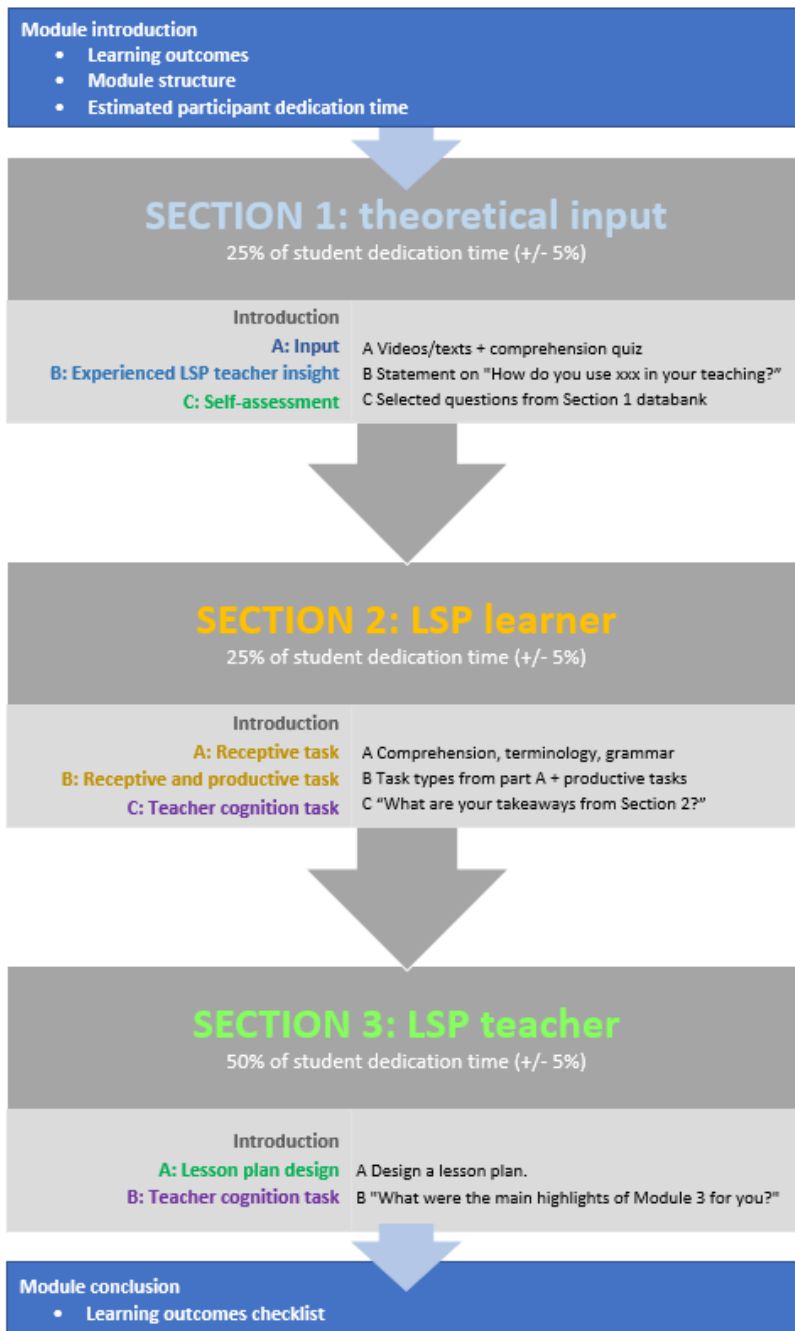 Module introduction
• Learning outcomes
• Module structure
• Estimated participant dedication time
SECTION 1: theoretical input
25% of student dedication time (+/- 5%)
Introduction
A: Input
A Videos/texts + comprehension quiz
B: Experienced LSP teacher insight
B Statement on "How do you use xxx in your teaching?”
C: Self-assessment
C Selected questions from Section 1 databank
SECTION 2: LSP learner
25% of student dedication time (+/- 5%)
Introduction
A: Receptive task
A Comprehension, terminology, grammar
B: Receptive and productive task
B Task types from part A + productive tasks
C: Teacher cognition task
C “What are your takeaways from Section 2?”
SECTION 3: LSP teacher
50% of student dedication time (+/- 5%)
Introduction
A: Lesson plan design
A Design a lesson plan.
B: Teacher cognition task
B "What were the main highlights of Module 3 for you?"
Module conclusion
• Learning outcomes checklist